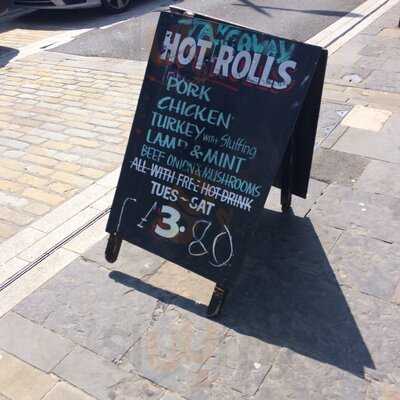 TAKEAWAY
HOT ROLLS
PORK
CHICKEN
TURKEY WITH Stuffing
LAMB & MINT
BEEF ONION & MUSHROOMS
ALL WITH FREE HOT DRINK
TUES - SAT
£3.80